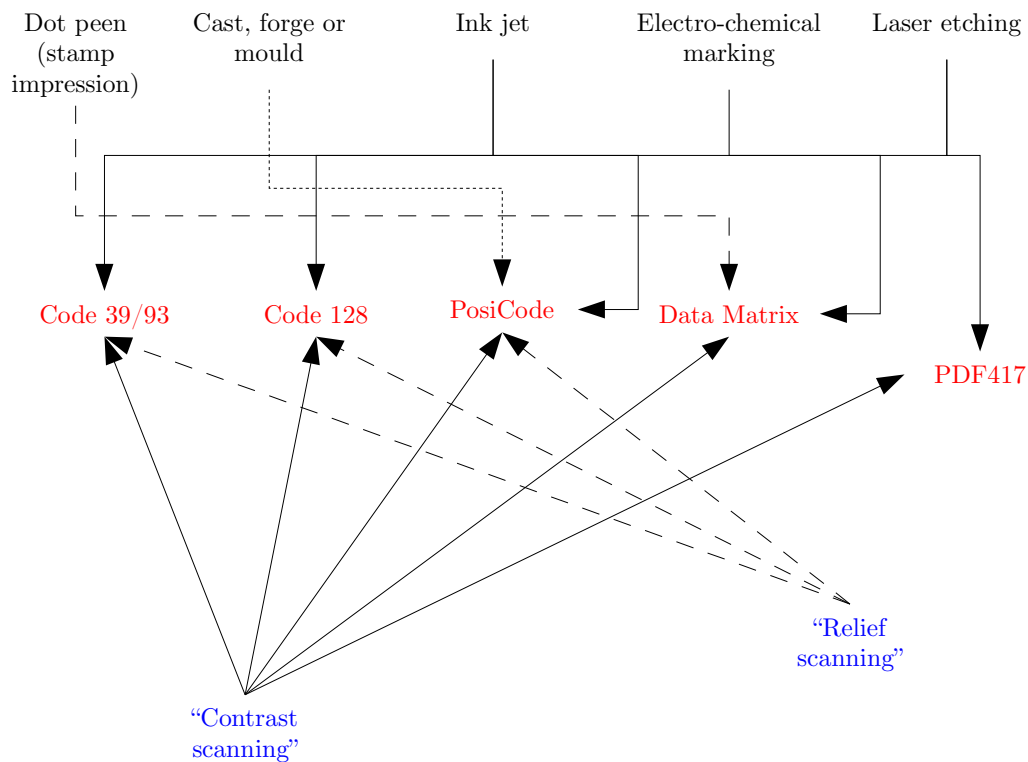 Dot peen
(stamp
impression)
Cast, forge or
mould
Ink jet
Electro-chemical
marking
Laser etching
Code 39/93
Code 128
PosiCode
Data Matrix
PDF417
“Relief
scanning”
“Contrast
scanning”